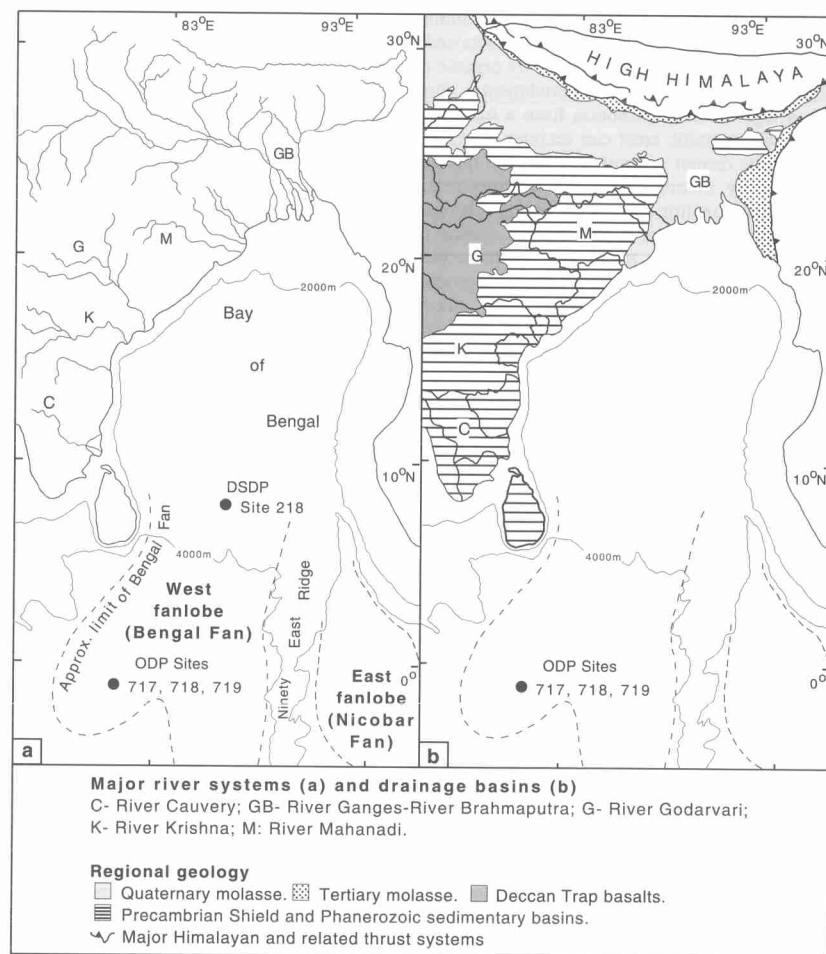 83°E
93°E
30°N
GB
G
M
20°N
2000m
K
Bay
of
Bengal
C
10°N
DSDP
Site 218
Fan
4000m
Approx. limit of Bengal
West
fanlobe
(Bengal Fan)
Ninety East Ridge
ODP Sites
717, 718, 719
0°
East
fanlobe
(Nicobar
Fan)
a
83°E
93°E
30°N
HIGH HIMALAYA
GB
M
G
20°N
2000m
K
C
10°N
4000m
ODP Sites
717, 718, 719
0°
b
Major river systems (a) and drainage basins (b)
C- River Cauvery; GB- River Ganges-River Brahmaputra; G- River Godarvari;
K- River Krishna; M: River Mahanadi.
Regional geology
Quaternary molasse. Tertiary molasse. Deccan Trap basalts.
Precambrian Shield and Phanerozoic sedimentary basins.
Major Himalayan and related thrust systems